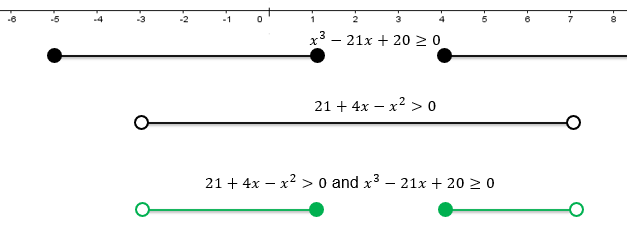 -6 -5 -4 -3 -2 -1 0 1 2 3 4 5 6 7 8
x³ − 21x + 20 ≥ 0
21 + 4x − x² > 0
21 + 4x − x² > 0 and x³ − 21x + 20 ≥ 0